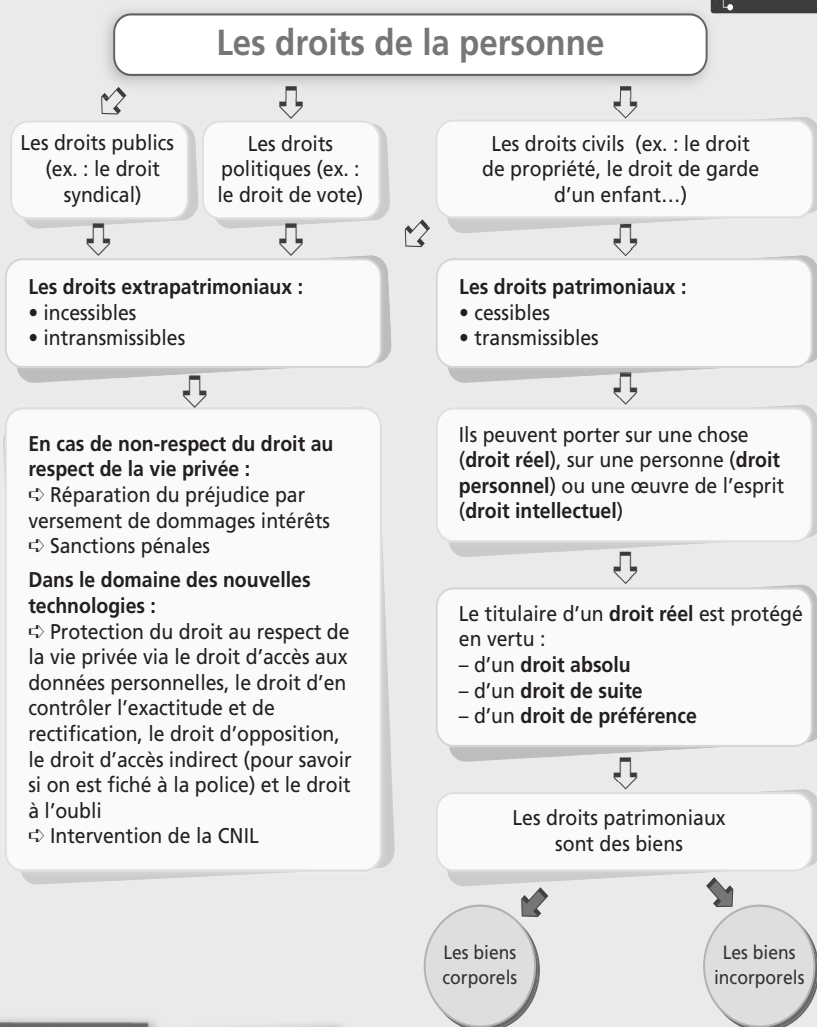 Les droits de la personne
Les droits publics
(ex. : le droit
syndical)
Les droits
politiques (ex. :
le droit de vote)
Les droits civils (ex. : le droit
de propriété, le droit de garde
d'un enfant…)
Les droits extrapatrimoniaux :
• incessibles
• intransmissibles
Les droits patrimoniaux :
• cessibles
• transmissibles
En cas de non-respect du droit au
respect de la vie privée :
➪ Réparation du préjudice par
versement de dommages intérêts
➪ Sanctions pénales
Dans le domaine des nouvelles
technologies :
➪ Protection du droit au respect de
la vie privée via le droit d'accès aux
données personnelles, le droit d'en
contrôler l'exactitude et de
rectification, le droit d'opposition,
le droit d'accès indirect (pour savoir
si on est fiché à la police) et le droit
à l'oubli
➪ Intervention de la CNIL
Ils peuvent porter sur une chose
(droit réel), sur une personne (droit
personnel) ou une œuvre de l'esprit
(droit intellectuel)
Le titulaire d'un droit réel est protégé
en vertu :
– d'un droit absolu
– d'un droit de suite
– d'un droit de préférence
Les droits patrimoniaux
sont des biens
Les biens
corporels
Les biens
incorporels